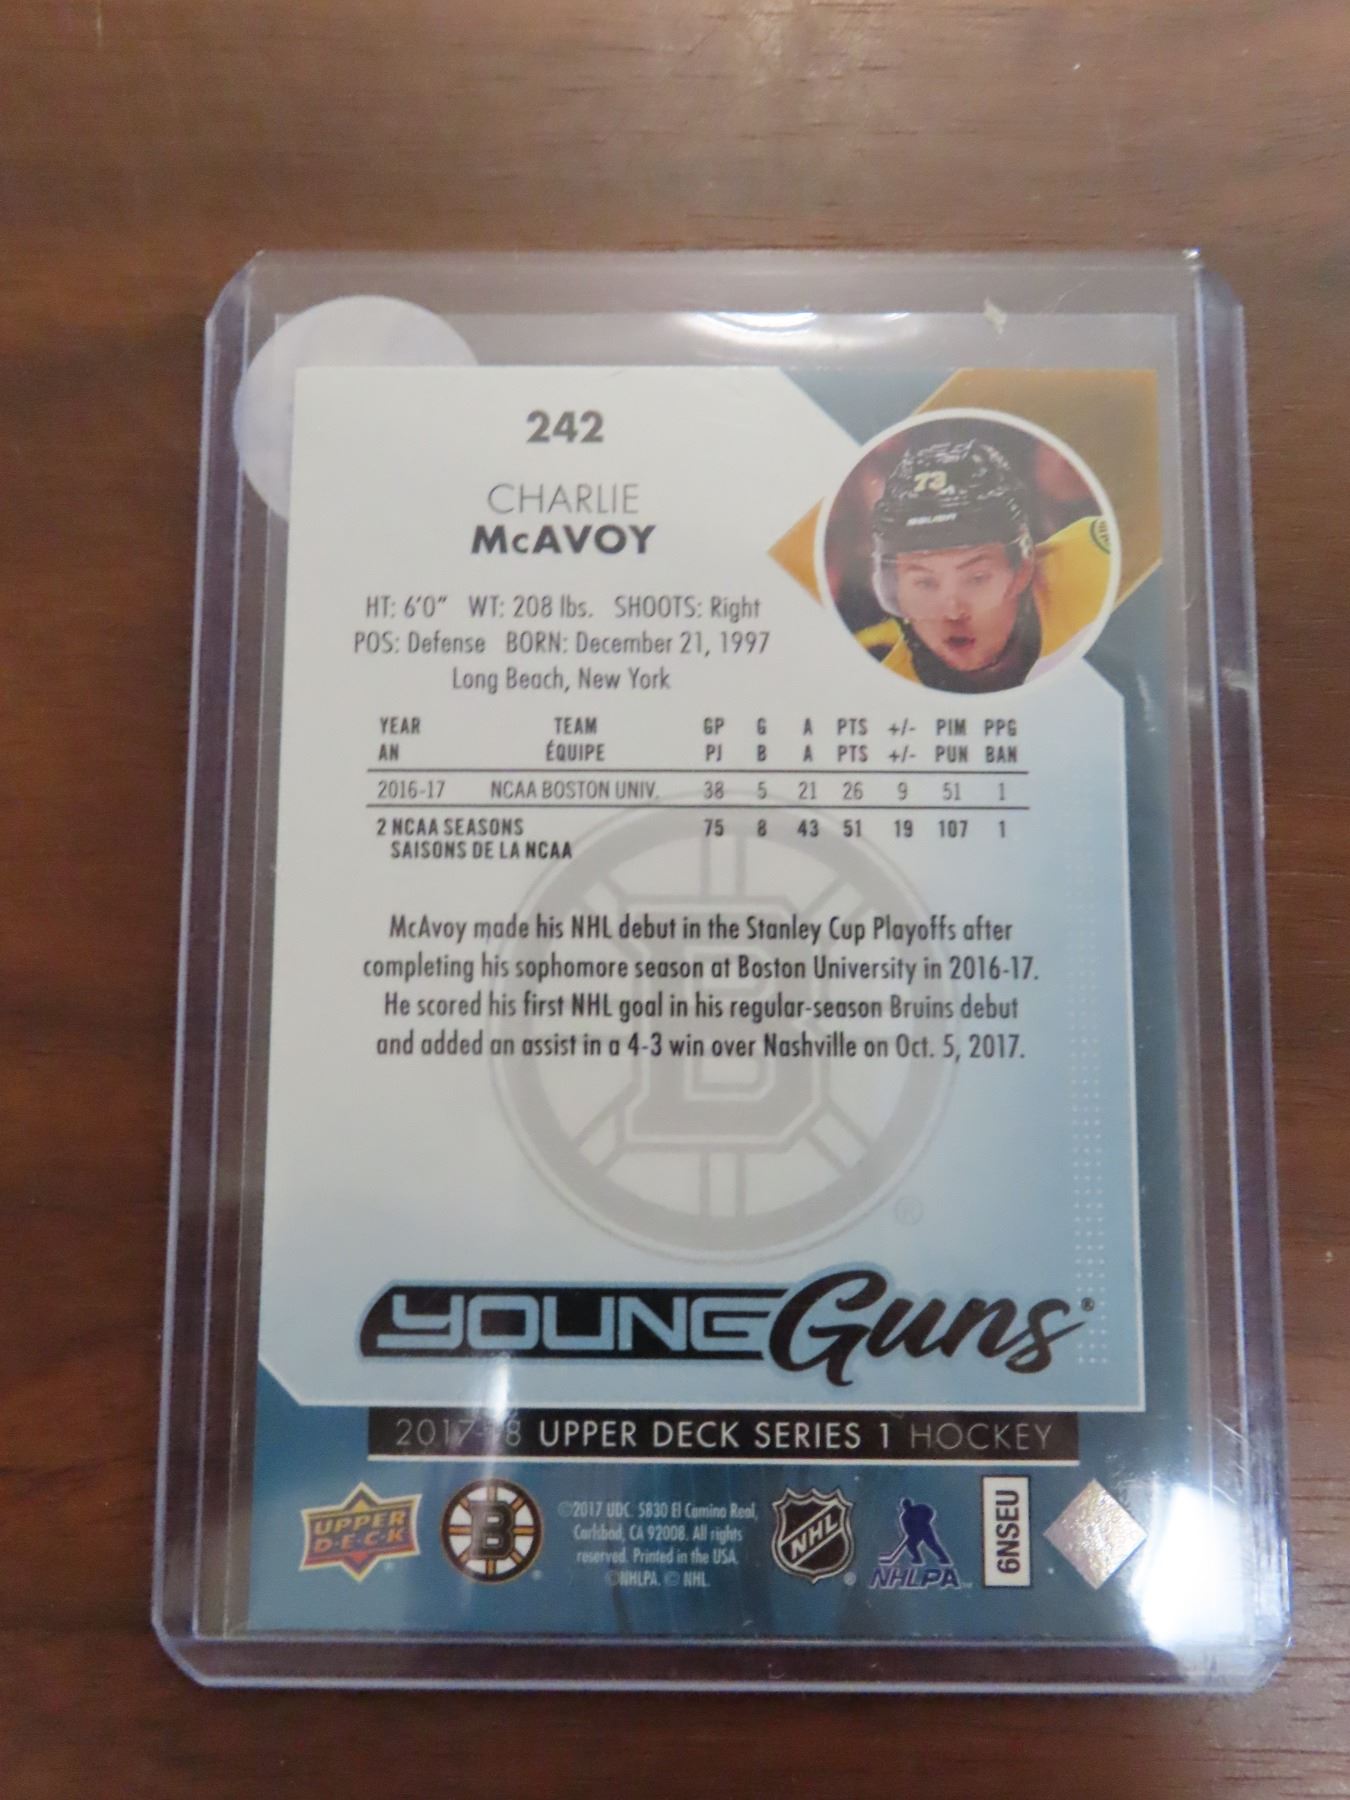 242
CHARLIE
McAVOY
HT: 6'0" WT: 208 lbs. SHOOTS: Right
POS: Defense BORN: December 21, 1997
Long Beach, New York
73
BAUER
YEAR TEAM GP G A PTS +/- PIM PPG
AN ÉQUIPE PJ B A PTS +/- PUN BAN
2016-17 NCAA BOSTON UNIV. 38 5 21 26 9 51 1
2 NCAA SEASONS 75 8 43 51 19 107 1
SAISONS DE LA NCAA
McAvoy made his NHL debut in the Stanley Cup Playoffs after
completing his sophomore season at Boston University in 2016-17.
He scored his first NHL goal in his regular-season Bruins debut
and added an assist in a 4-3 win over Nashville on Oct. 5, 2017.
B
®
YOUNG Guns®
2017-18 UPPER DECK SERIES 1 HOCKEY
UPPER
D·E·C·K
®
B
®
©2017 UDC. 5830 El Camino Real,
Carlsbad, CA 92008. All rights
reserved. Printed in the USA.
©NHLPA. © NHL.
NHL
®
NHLPA™
6NSEU